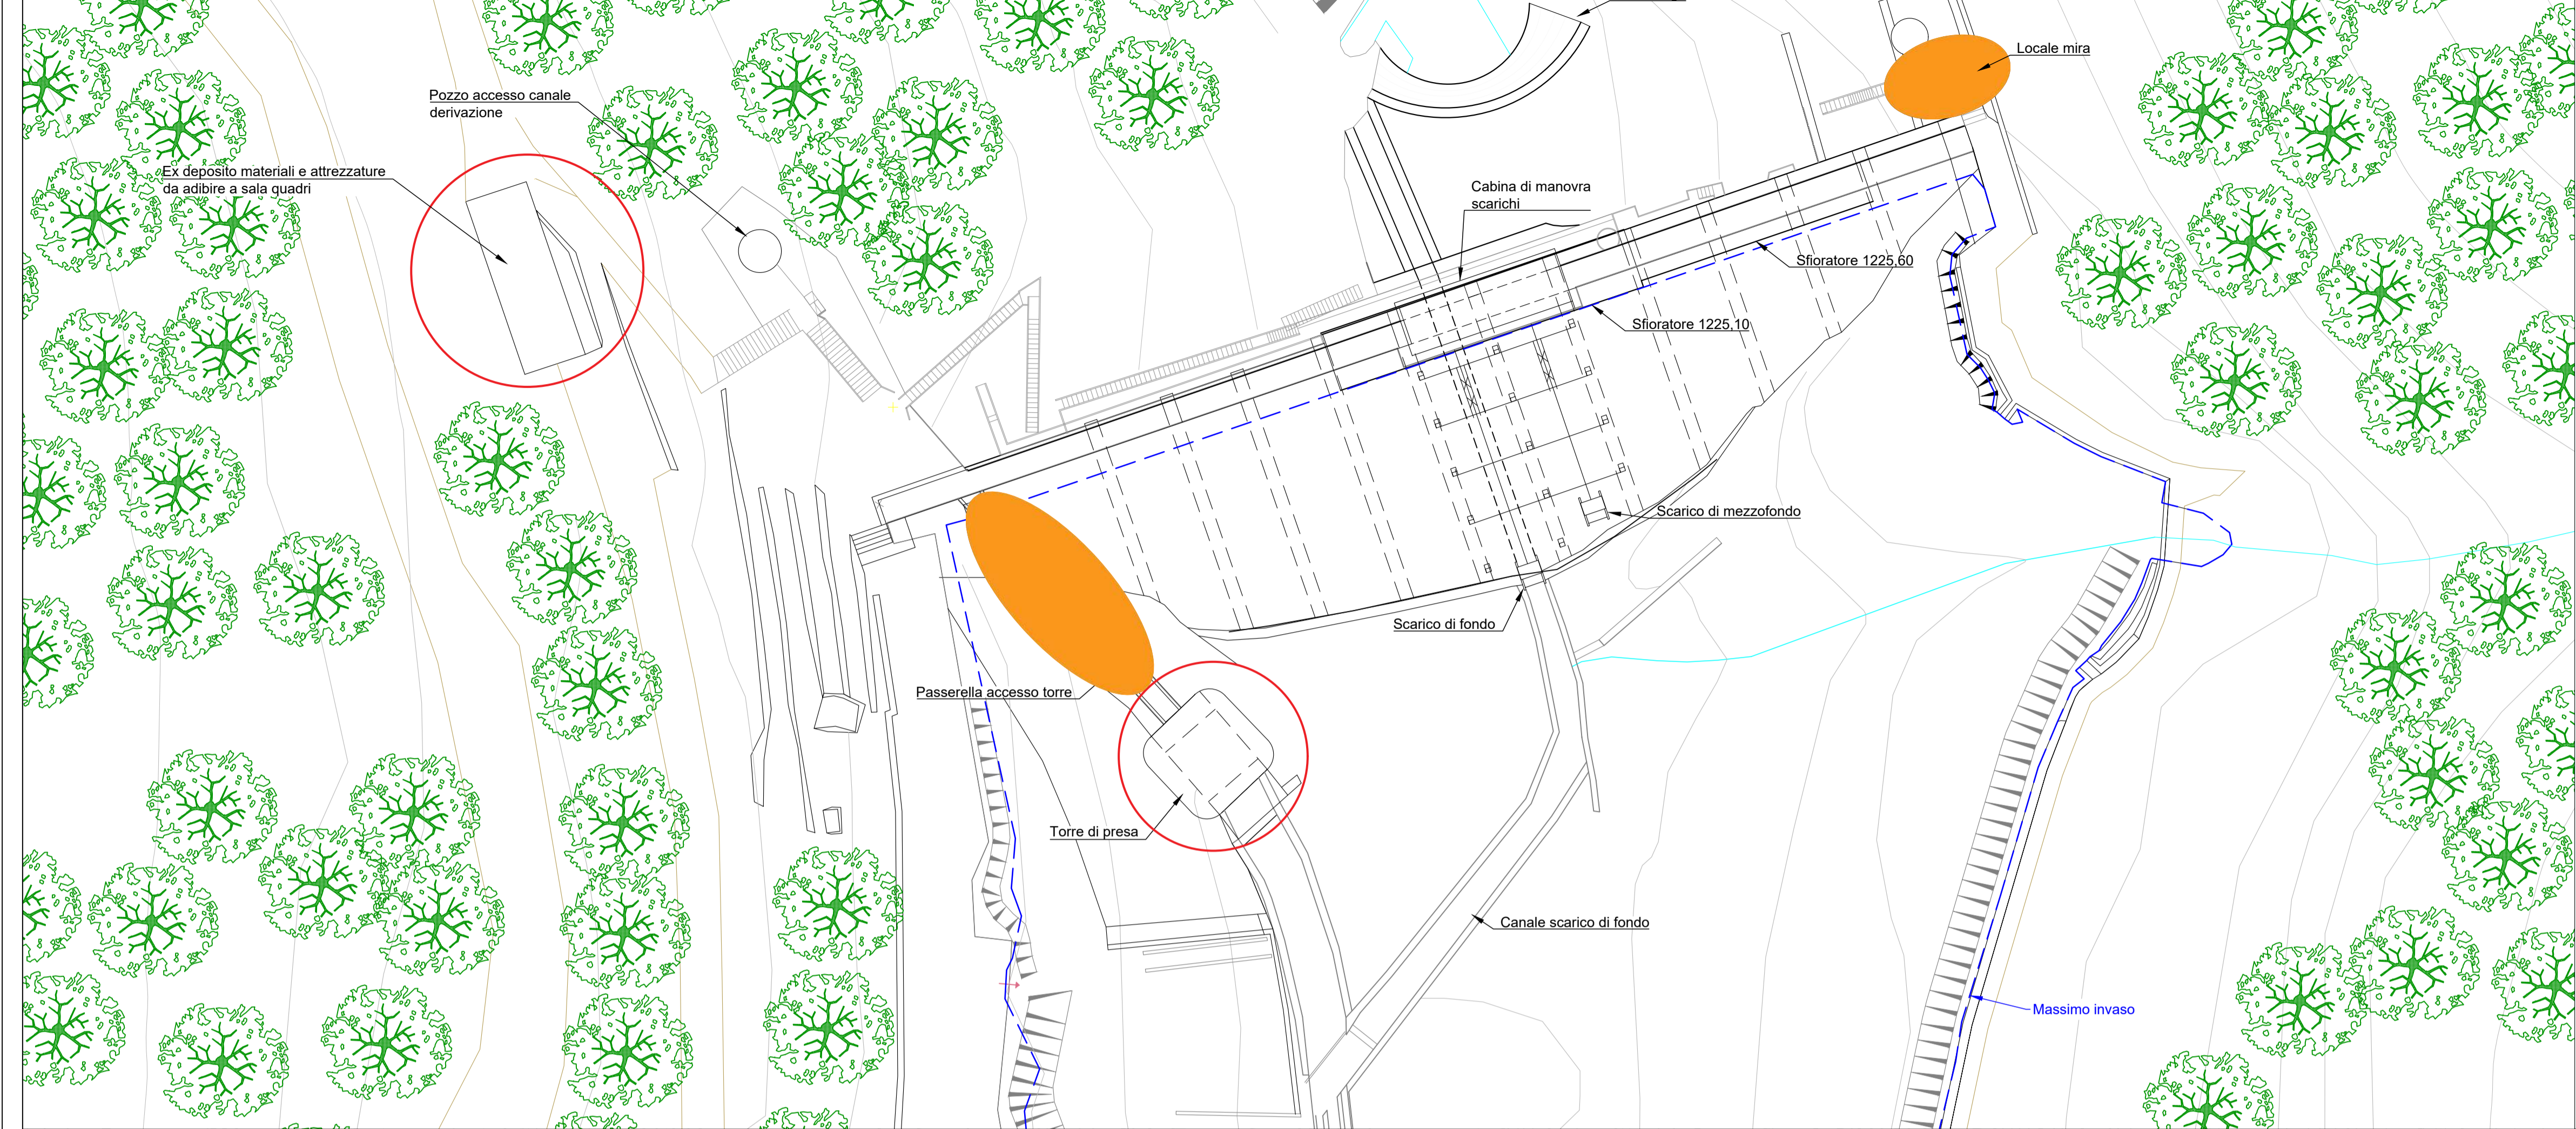 Locale mira
Pozzo accesso canale
derivazione
Ex deposito materiali e attrezzature
da adibire a sala quadri
Cabina di manovra
scarichi
Sfioratore 1225,60
Sfioratore 1225,10
Scarico di mezzofondo
Scarico di fondo
Passerella accesso torre
Torre di presa
Canale scarico di fondo
Massimo invaso